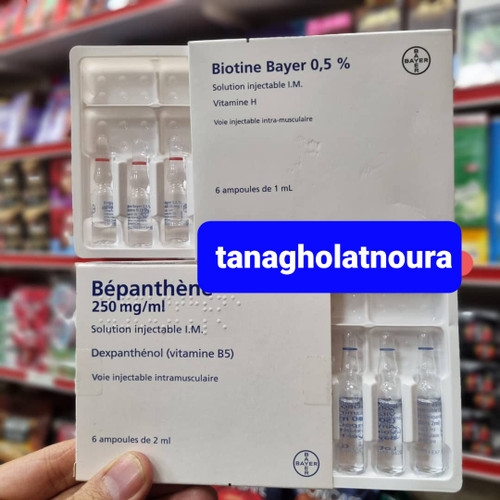 Biotine Bayer 0,5 %
Solution injectable I.M.
Vitamine H
Voie injectable intra-musculaire
6 ampoules de 1 mL
BAYER
tanagholatnoura
Bépanthène
250 mg/ml
Solution injectable I.M.
Dexpanthénol (vitamine B5)
Voie injectable intramusculaire
6 ampoules de 2 ml
BAYER